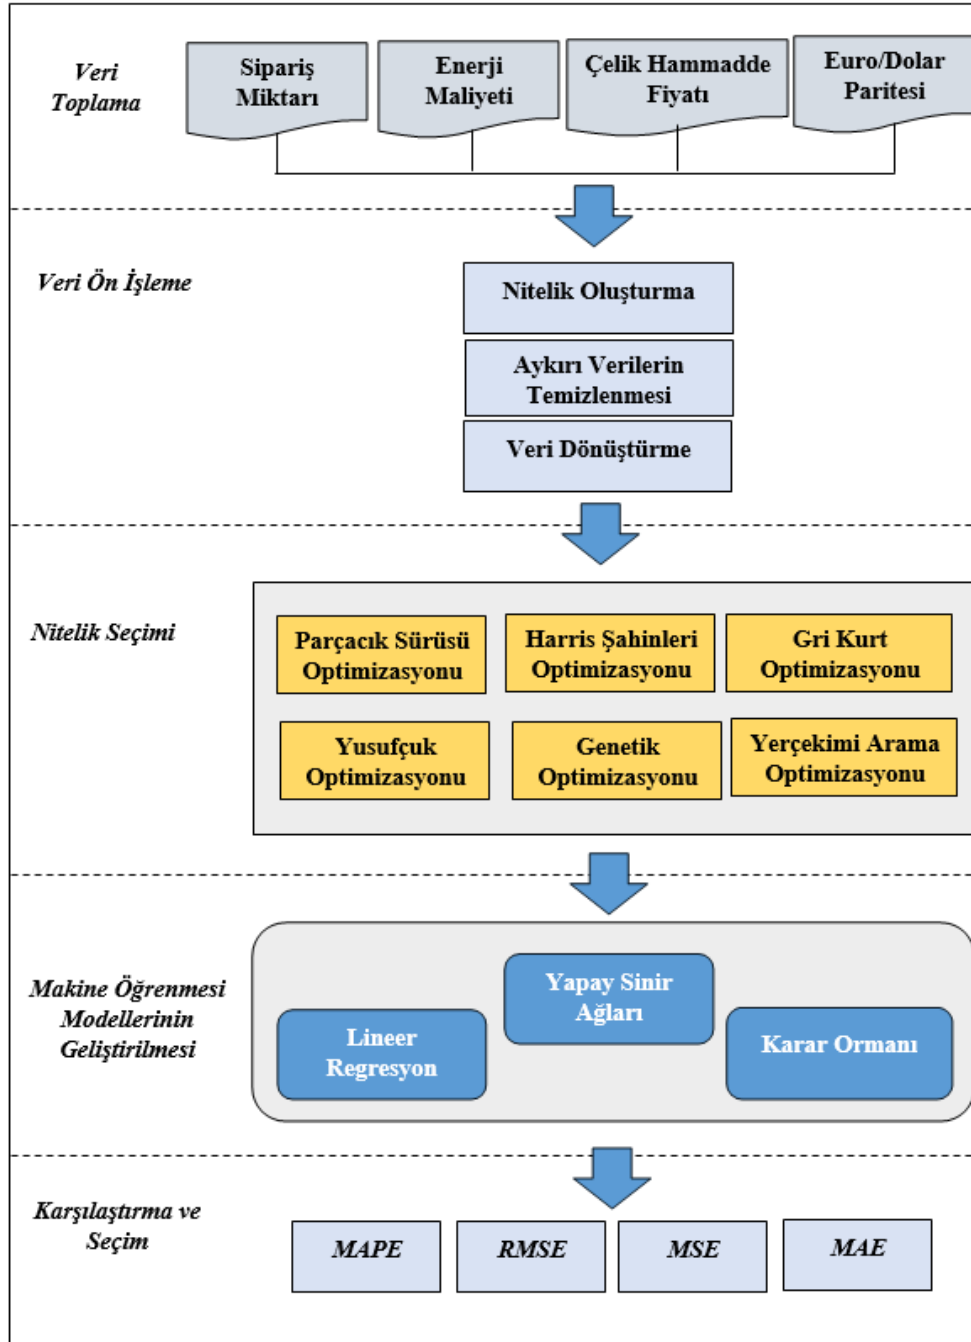 Veri
Toplama
Sipariş
Miktarı
Enerji
Maliyeti
Çelik Hammadde
Fiyatı
Euro/Dolar
Paritesi
Veri Ön İşleme
Nitelik Oluşturma
Aykırı Verilerin
Temizlenmesi
Veri Dönüştürme
Nitelik Seçimi
Parçacık Sürüsü
Optimizasyonu
Harris Şahinleri
Optimizasyonu
Gri Kurt
Optimizasyonu
Yusufçuk
Optimizasyonu
Genetik
Optimizasyonu
Yerçekimi Arama
Optimizasyonu
Makine Öğrenmesi
Modellerinin
Geliştirilmesi
Lineer
Regresyon
Yapay Sinir
Ağları
Karar Ormanı
Karşılaştırma ve
Seçim
MAPE
RMSE
MSE
MAE